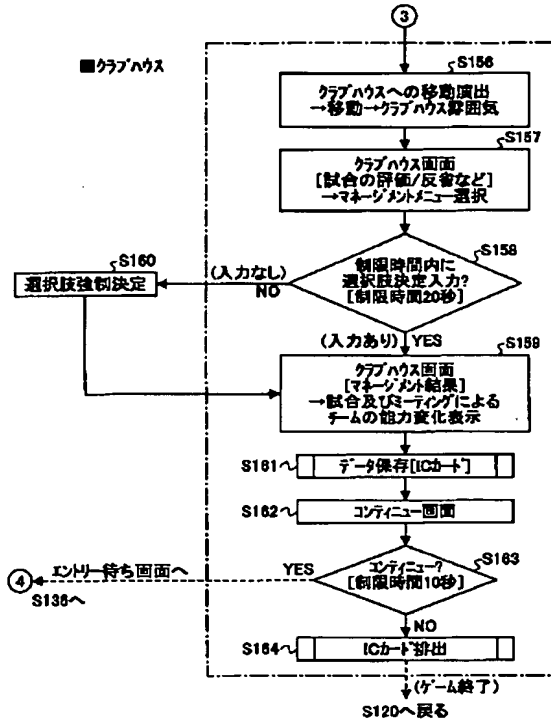 3
■クラブハウス
S156
クラブハウスへの移動演出
→移動→クラブハウス雰囲気
S157
クラブハウス画面
[試合の評価/反省など]
→マネージメントメニュー選択
S158
制限時間内に
選択肢決定入力?
[制限時間20秒]
(入力なし)
NO
S160
選択肢強制決定
(入力あり) YES
S159
クラブハウス画面
[マネージメント結果]
→試合及びミーティングによる
チームの能力変化表示
S161
データ保存[ICカード]
S162
コンティニュー画面
S163
コンティニュー?
[制限時間10秒]
YES
エントリー待ち画面へ
4
S136へ
NO
S164
ICカード排出
(ゲーム終了)
S120へ戻る